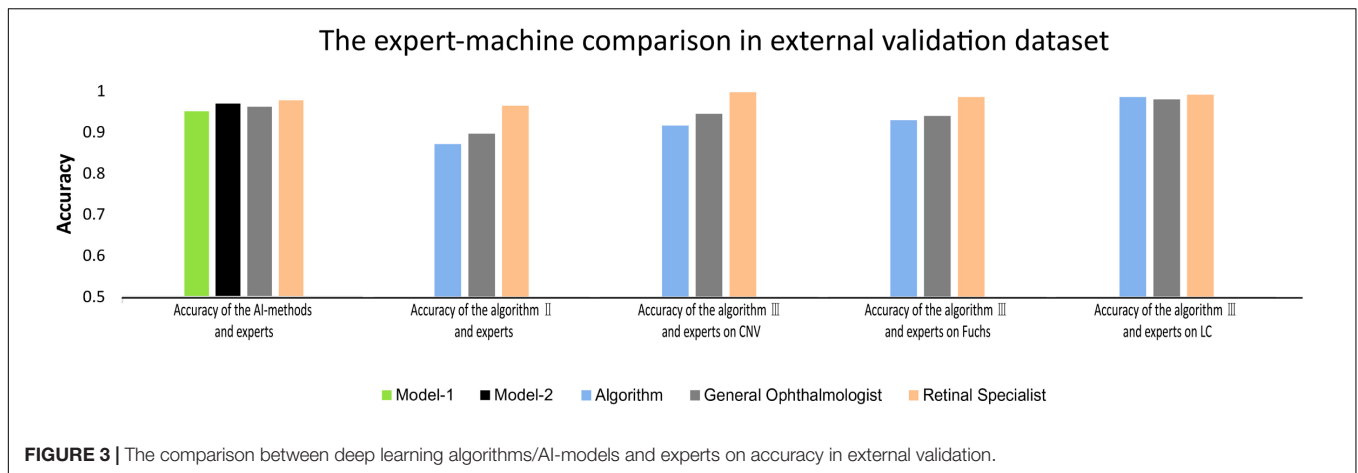 The expert-machine comparison in external validation dataset
Accuracy
1
0.9
0.8
0.7
0.6
0.5
Accuracy of the AI-methods
and experts
Accuracy of the algorithm Ⅱ
and experts
Accuracy of the algorithm Ⅲ
and experts on CNV
Accuracy of the algorithm Ⅲ
and experts on Fuchs
Accuracy of the algorithm Ⅲ
and experts on LC
Model-1 Model-2 Algorithm General Ophthalmologist Retinal Specialist
FIGURE 3 | The comparison between deep learning algorithms/AI-models and experts on accuracy in external validation.